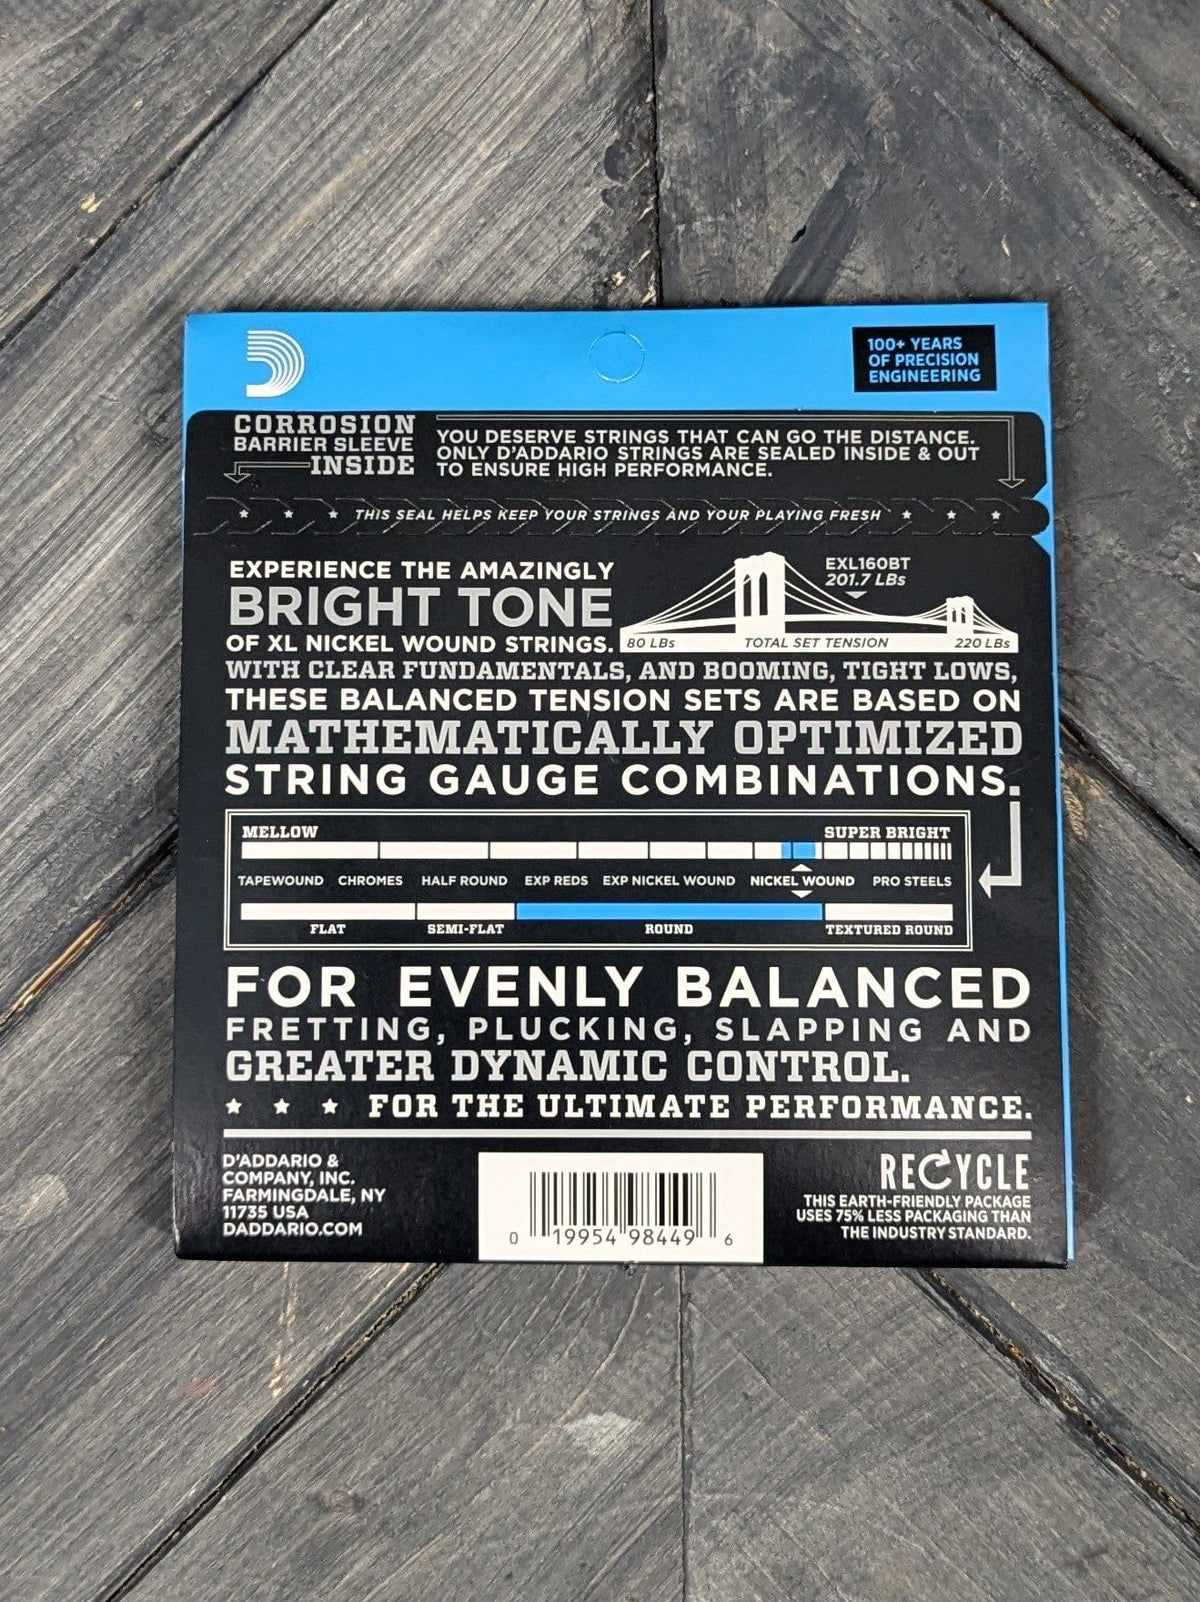 100+ YEARS
OF PRECISION
ENGINEERING
CORROSION
BARRIER SLEEVE
INSIDE
YOU DESERVE STRINGS THAT CAN GO THE DISTANCE.
ONLY D'ADDARIO STRINGS ARE SEALED INSIDE & OUT
TO ENSURE HIGH PERFORMANCE.
THIS SEAL HELPS KEEP YOUR STRINGS AND YOUR PLAYING FRESH
EXPERIENCE THE AMAZINGLY
BRIGHT TONE
OF XL NICKEL WOUND STRINGS.
EXL160BT
201.7 LBs
80 LBs TOTAL SET TENSION 220 LBs
WITH CLEAR FUNDAMENTALS, AND BOOMING, TIGHT LOWS,
THESE BALANCED TENSION SETS ARE BASED ON
MATHEMATICALLY OPTIMIZED
STRING GAUGE COMBINATIONS.
MELLOW SUPER BRIGHT
TAPEWOUND CHROMES HALF ROUND EXP REDS EXP NICKEL WOUND NICKEL WOUND PRO STEELS
FLAT SEMI-FLAT ROUND TEXTURED ROUND
FOR EVENLY BALANCED
FRETTING, PLUCKING, SLAPPING AND
GREATER DYNAMIC CONTROL.
FOR THE ULTIMATE PERFORMANCE.
D'ADDARIO &
COMPANY, INC.
FARMINGDALE, NY
11735 USA
DADDARIO.COM
0 19954 98449 6
RECYCLE
THIS EARTH-FRIENDLY PACKAGE
USES 75% LESS PACKAGING THAN
THE INDUSTRY STANDARD.